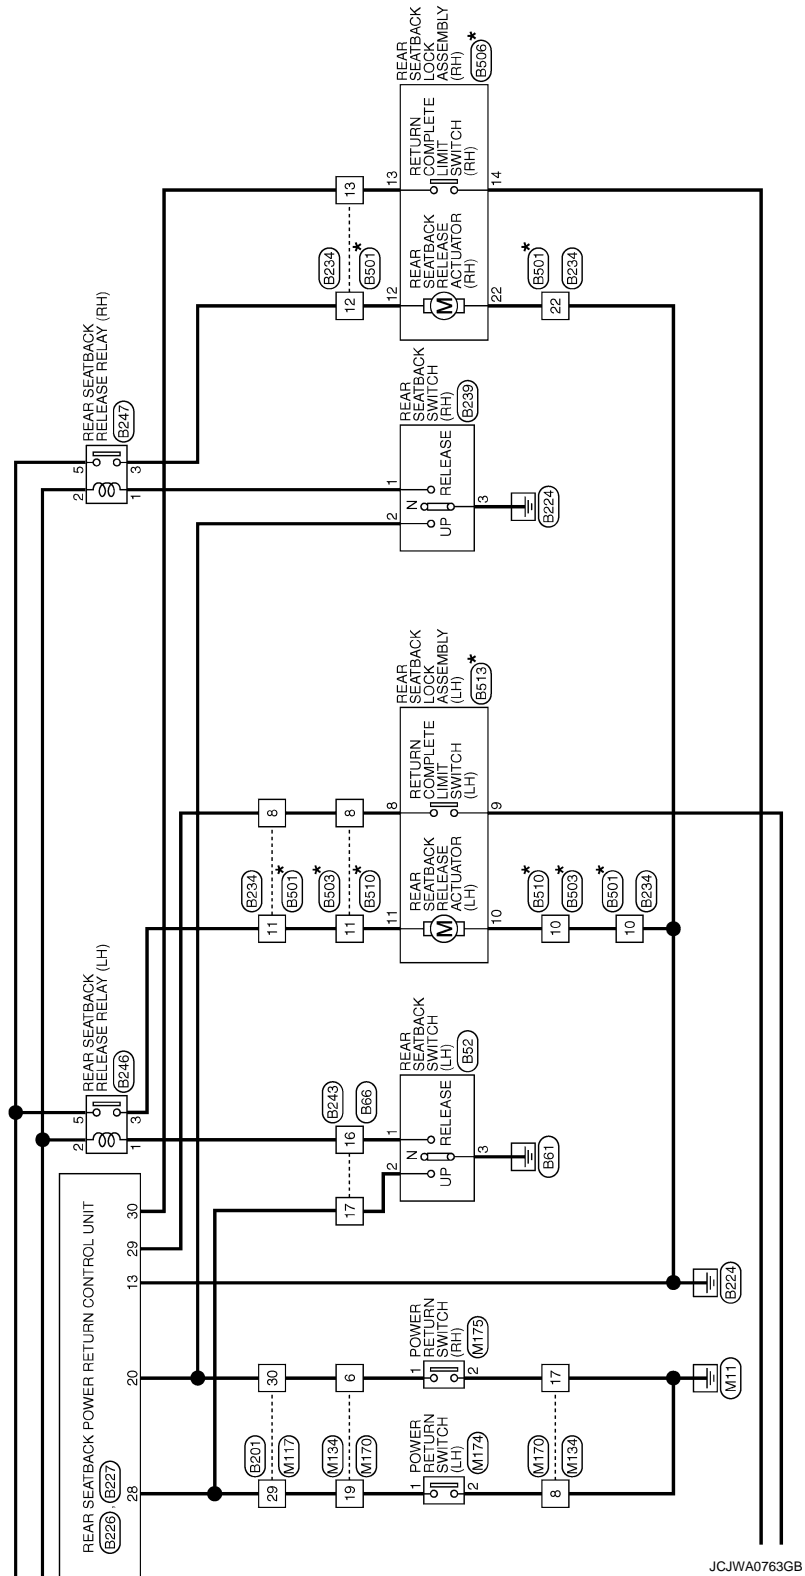 REAR SEATBACK POWER RETURN CONTROL UNIT
B226 , B227
28
20
13
29
30
REAR SEATBACK
RELEASE RELAY (LH)
B246
2
5
1
3
REAR SEATBACK
RELEASE RELAY (RH)
B247
5
2
3
1
B201
M117
29
30
M134
M170
19
6
POWER
RETURN
SWITCH
(LH)
M174
1
2
POWER
RETURN
SWITCH
(RH)
M175
1
2
M170
M134
8
17
M11
B224
B243
B66
17
16
REAR
SEATBACK
SWITCH
(LH)
B52
2
1
UP
N
RELEASE
3
B61
B234
B501
*
11
8
B503
*
B510
*
11
8
REAR
SEATBACK
LOCK
ASSEMBLY
(LH)
B513
*
11
8
REAR
SEATBACK
RELEASE
ACTUATOR
(LH)
M
RETURN
COMPLETE
LIMIT
SWITCH
(LH)
10
9
B510
*
B503
*
10
B501
*
B234
10
REAR
SEATBACK
SWITCH
(RH)
B239
2
1
UP
N
RELEASE
3
B224
B234
B501
*
12
13
REAR
SEATBACK
LOCK
ASSEMBLY
(RH)
B506
*
12
13
REAR
SEATBACK
RELEASE
ACTUATOR
(RH)
M
RETURN
COMPLETE
LIMIT
SWITCH
(RH)
22
14
B501
*
B234
22
JCJWA0763GB